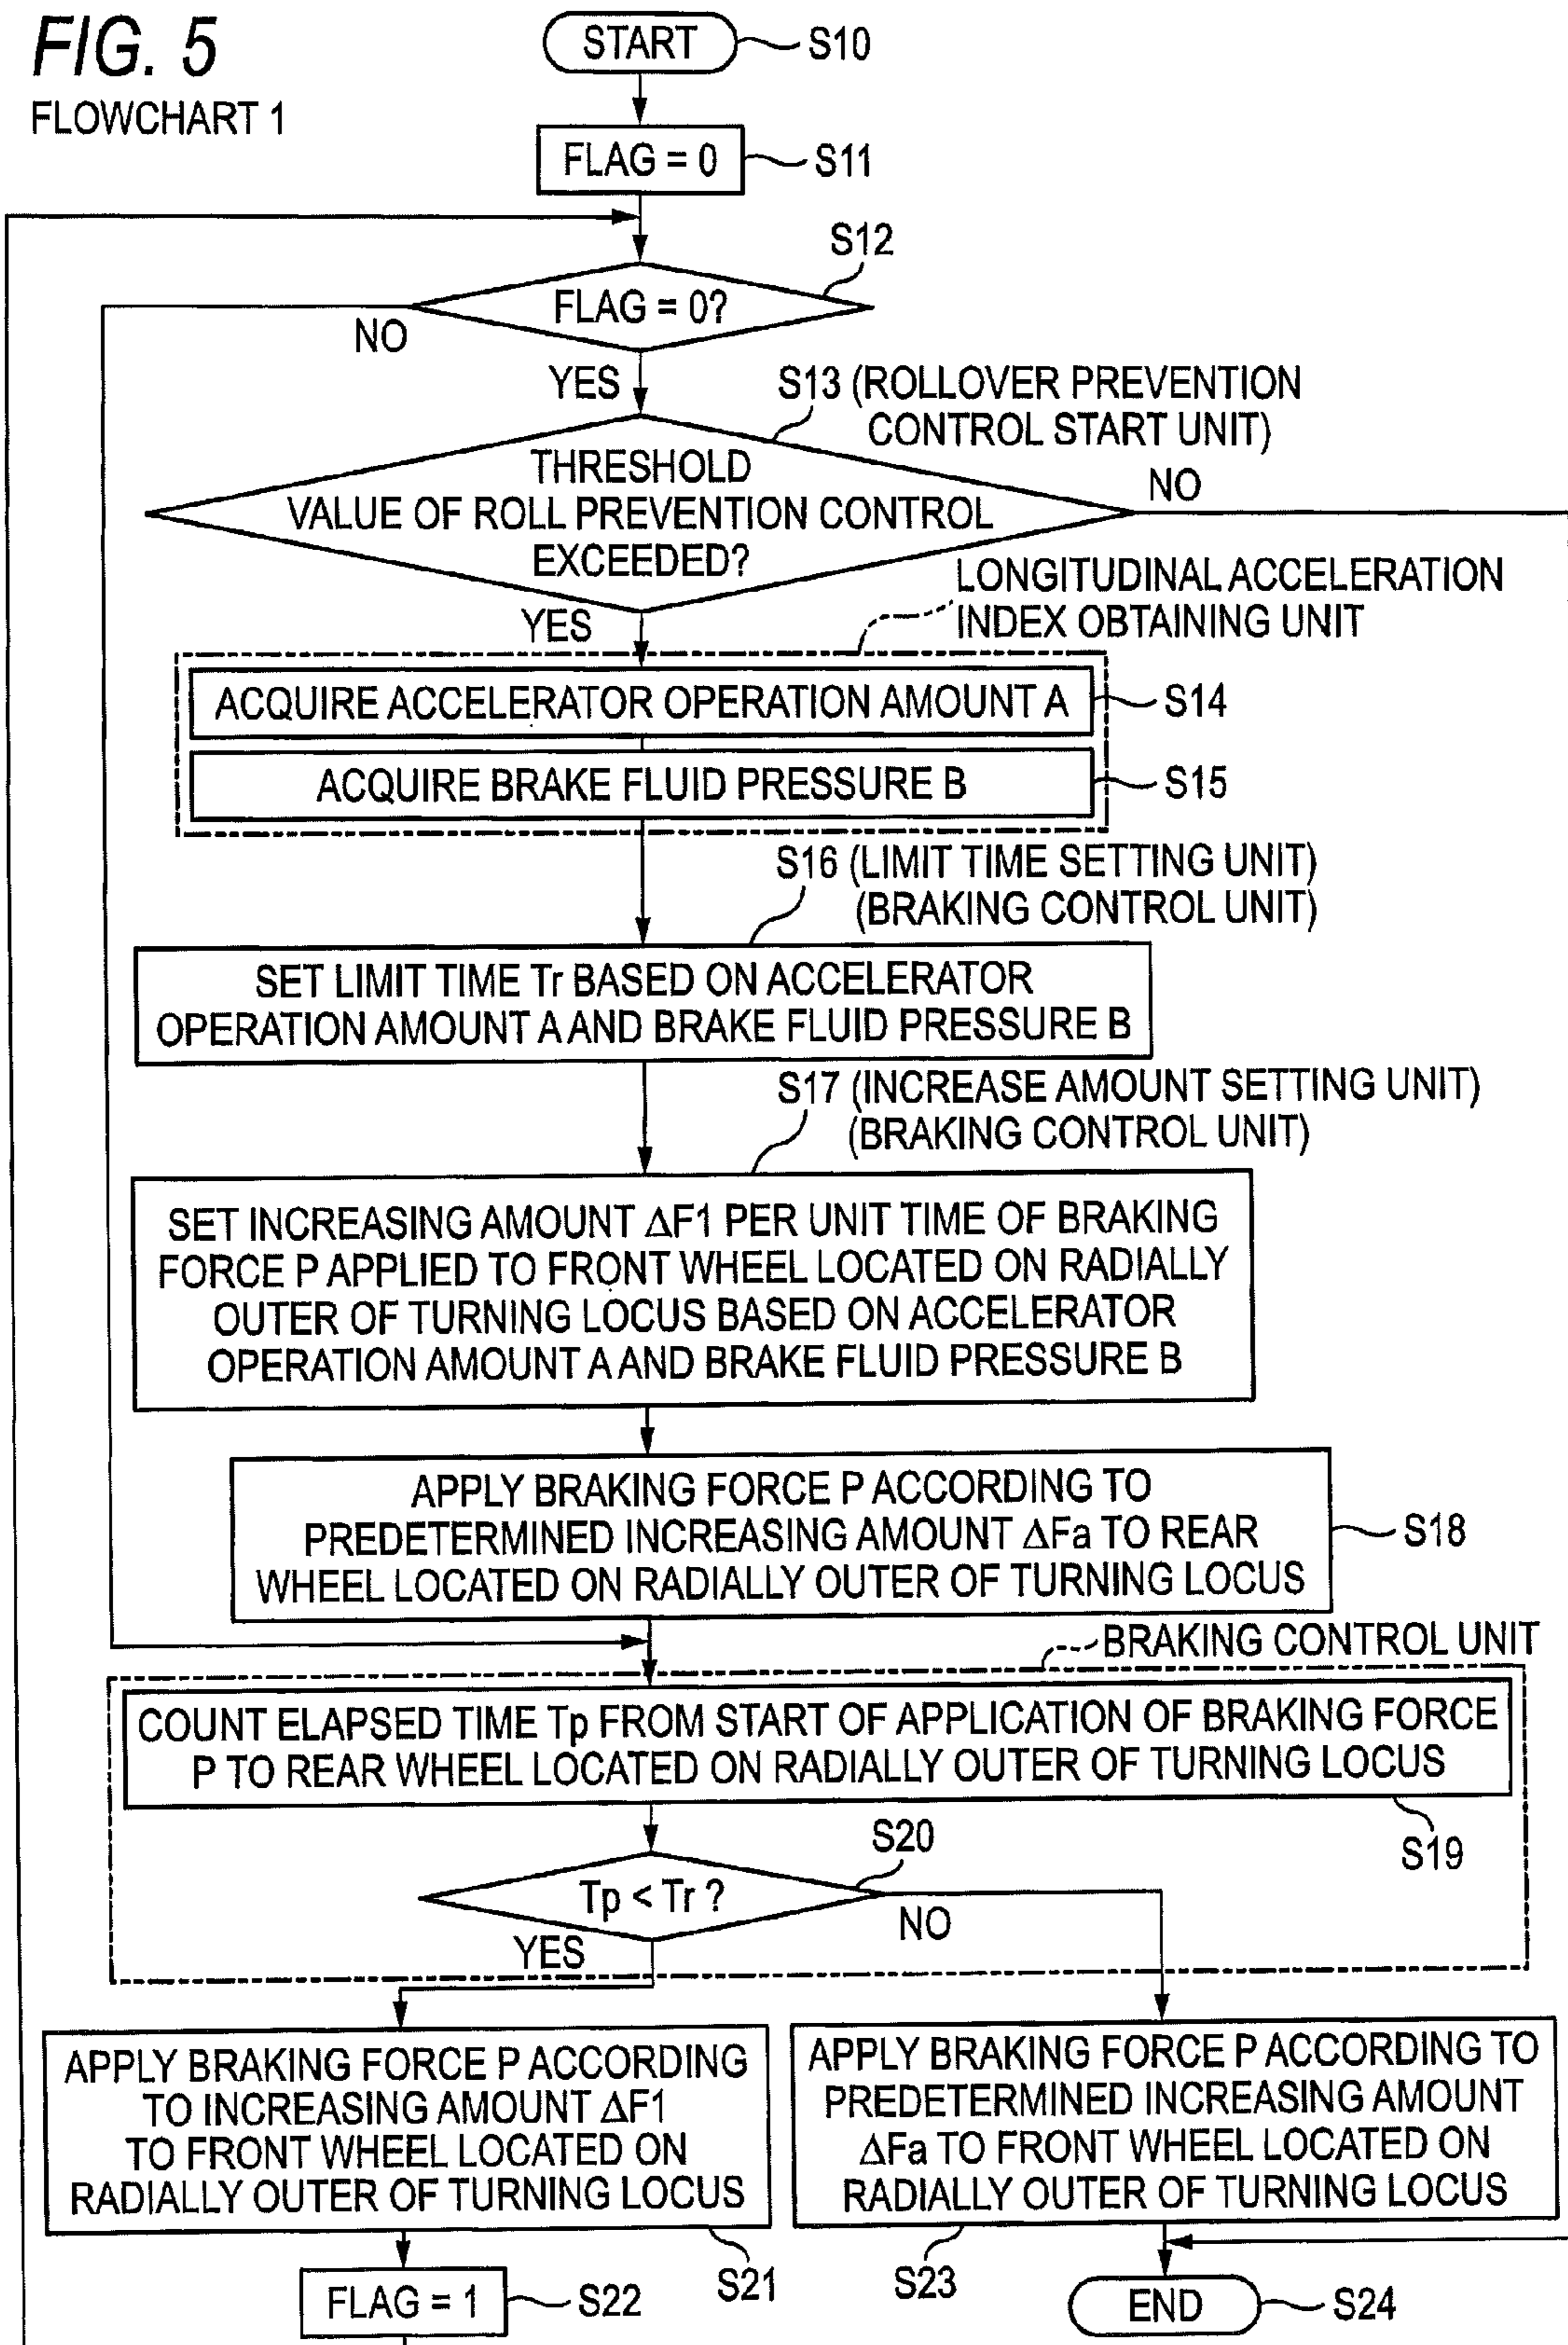 FIG. 5
FLOWCHART 1
START
S10
FLAG = 0
S11
S12
FLAG = 0?
NO
YES
S13 (ROLLOVER PREVENTION
CONTROL START UNIT)
THRESHOLD
VALUE OF ROLL PREVENTION CONTROL
EXCEEDED?
NO
YES
LONGITUDINAL ACCELERATION
INDEX OBTAINING UNIT
ACQUIRE ACCELERATOR OPERATION AMOUNT A
S14
ACQUIRE BRAKE FLUID PRESSURE B
S15
S16 (LIMIT TIME SETTING UNIT)
(BRAKING CONTROL UNIT)
SET LIMIT TIME Tr BASED ON ACCELERATOR
OPERATION AMOUNT A AND BRAKE FLUID PRESSURE B
S17 (INCREASE AMOUNT SETTING UNIT)
(BRAKING CONTROL UNIT)
SET INCREASING AMOUNT ΔF1 PER UNIT TIME OF BRAKING
FORCE P APPLIED TO FRONT WHEEL LOCATED ON RADIALLY
OUTER OF TURNING LOCUS BASED ON ACCELERATOR
OPERATION AMOUNT A AND BRAKE FLUID PRESSURE B
APPLY BRAKING FORCE P ACCORDING TO
PREDETERMINED INCREASING AMOUNT ΔFa TO REAR
WHEEL LOCATED ON RADIALLY OUTER OF TURNING LOCUS
S18
BRAKING CONTROL UNIT
COUNT ELAPSED TIME Tp FROM START OF APPLICATION OF BRAKING FORCE
P TO REAR WHEEL LOCATED ON RADIALLY OUTER OF TURNING LOCUS
S19
S20
Tp < Tr ?
NO
YES
APPLY BRAKING FORCE P ACCORDING
TO INCREASING AMOUNT ΔF1
TO FRONT WHEEL LOCATED ON
RADIALLY OUTER OF TURNING LOCUS
S21
APPLY BRAKING FORCE P ACCORDING TO
PREDETERMINED INCREASING AMOUNT
ΔFa TO FRONT WHEEL LOCATED ON
RADIALLY OUTER OF TURNING LOCUS
S23
FLAG = 1
S22
END
S24